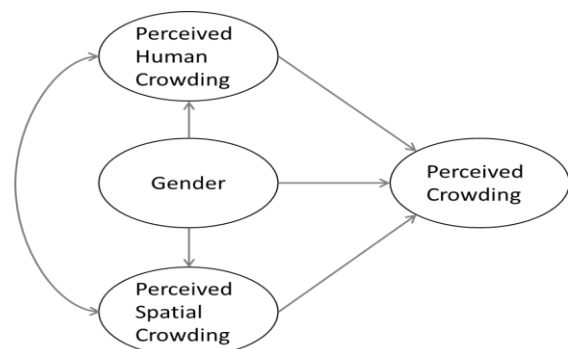 Perceived
Human
Crowding
Gender
Perceived
Crowding
Perceived
Spatial
Crowding